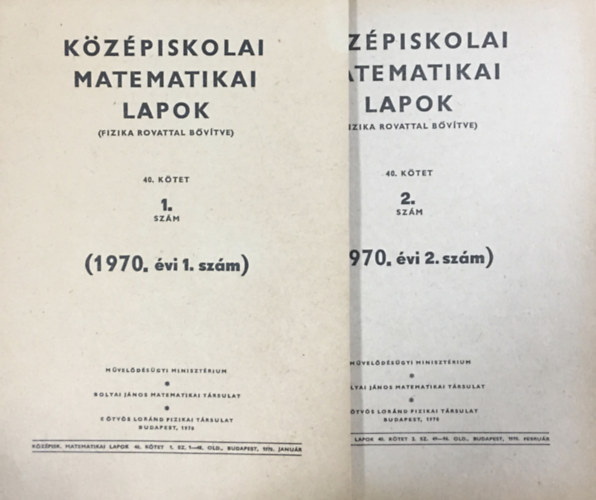 KÖZÉPISKOLAI
MATEMATIKAI
LAPOK
(FIZIKA ROVATTAL BŐVÍTVE)
40. KÖTET
1.
SZÁM
(1970. évi 1. szám)
MŰVELŐDÉSÜGYI MINISZTÉRIUM
BOLYAI JÁNOS MATEMATIKAI TÁRSULAT
EÖTVÖS LORÁND FIZIKAI TÁRSULAT
BUDAPEST, 1970
KÖZÉPISK. MATEMATIKAI LAPOK 40. KÖTET 1. SZ. 1—48. OLD., BUDAPEST, 1970. JANUÁR
ZÉPISKOLAI
ATEMATIKAI
LAPOK
IZIKA ROVATTAL BŐVÍTVE)
40. KÖTET
2.
SZÁM
970. évi 2. szám)
MŰVELŐDÉSÜGYI MINISZTÉRIUM
LYAI JÁNOS MATEMATIKAI TÁRSULAT
EÖTVÖS LORÁND FIZIKAI TÁRSULAT
BUDAPEST, 1970
LAPOK 40. KÖTET 2. SZ. 49—96. OLD., BUDAPEST, 1970. FEBRUÁR